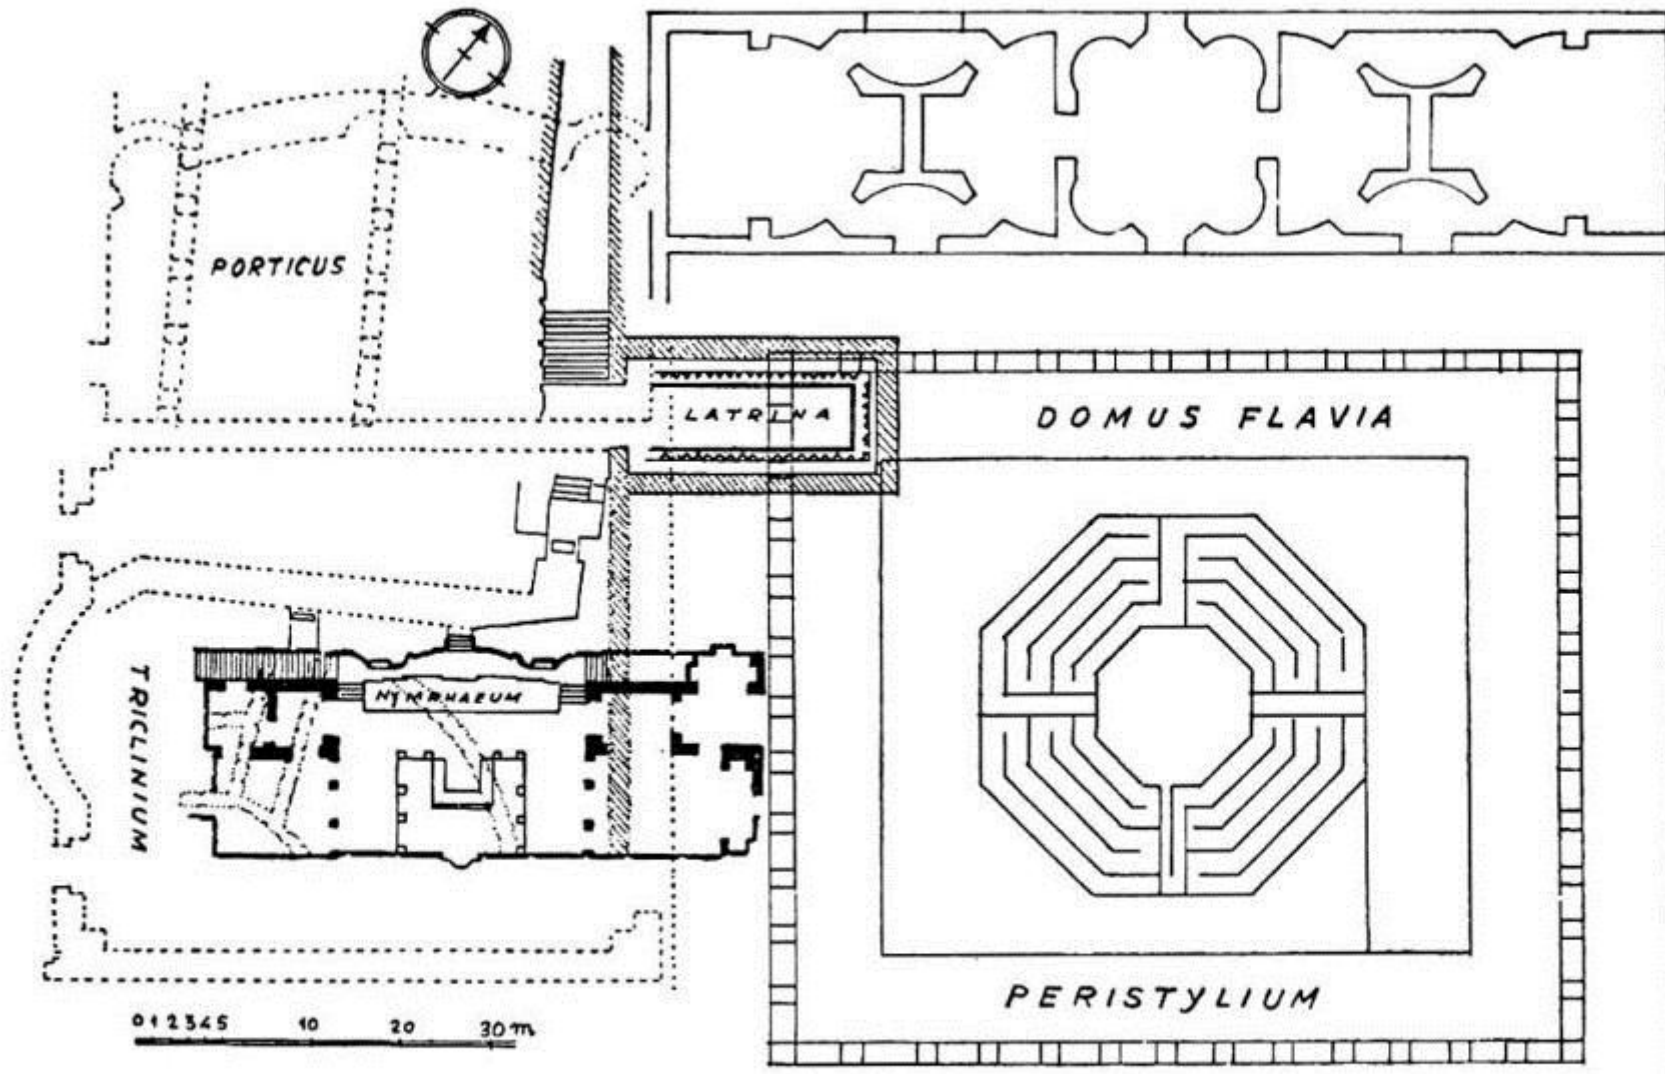 PORTICUS
LATRINA
DOMUS FLAVIA
NYMPHAEUM
TRICLINIUM
PERISTYLIUM
0 1 2 3 4 5 10 20 30 m